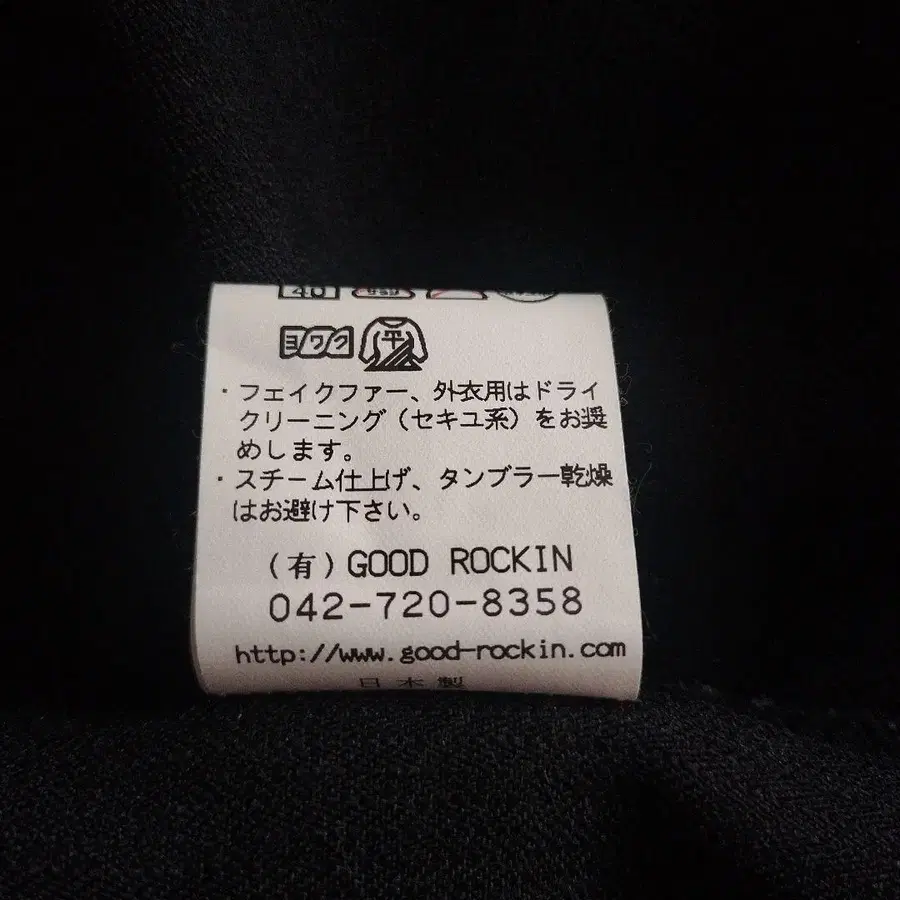 40
ヨワク 平
・フェイクファー、外衣用はドライ
クリーニング（セキユ系）をお奨
めします。
・スチーム仕上げ、タンブラー乾燥
はお避け下さい。
（有）GOOD ROCKIN
042-720-8358
http://www.good-rockin.com
日本製